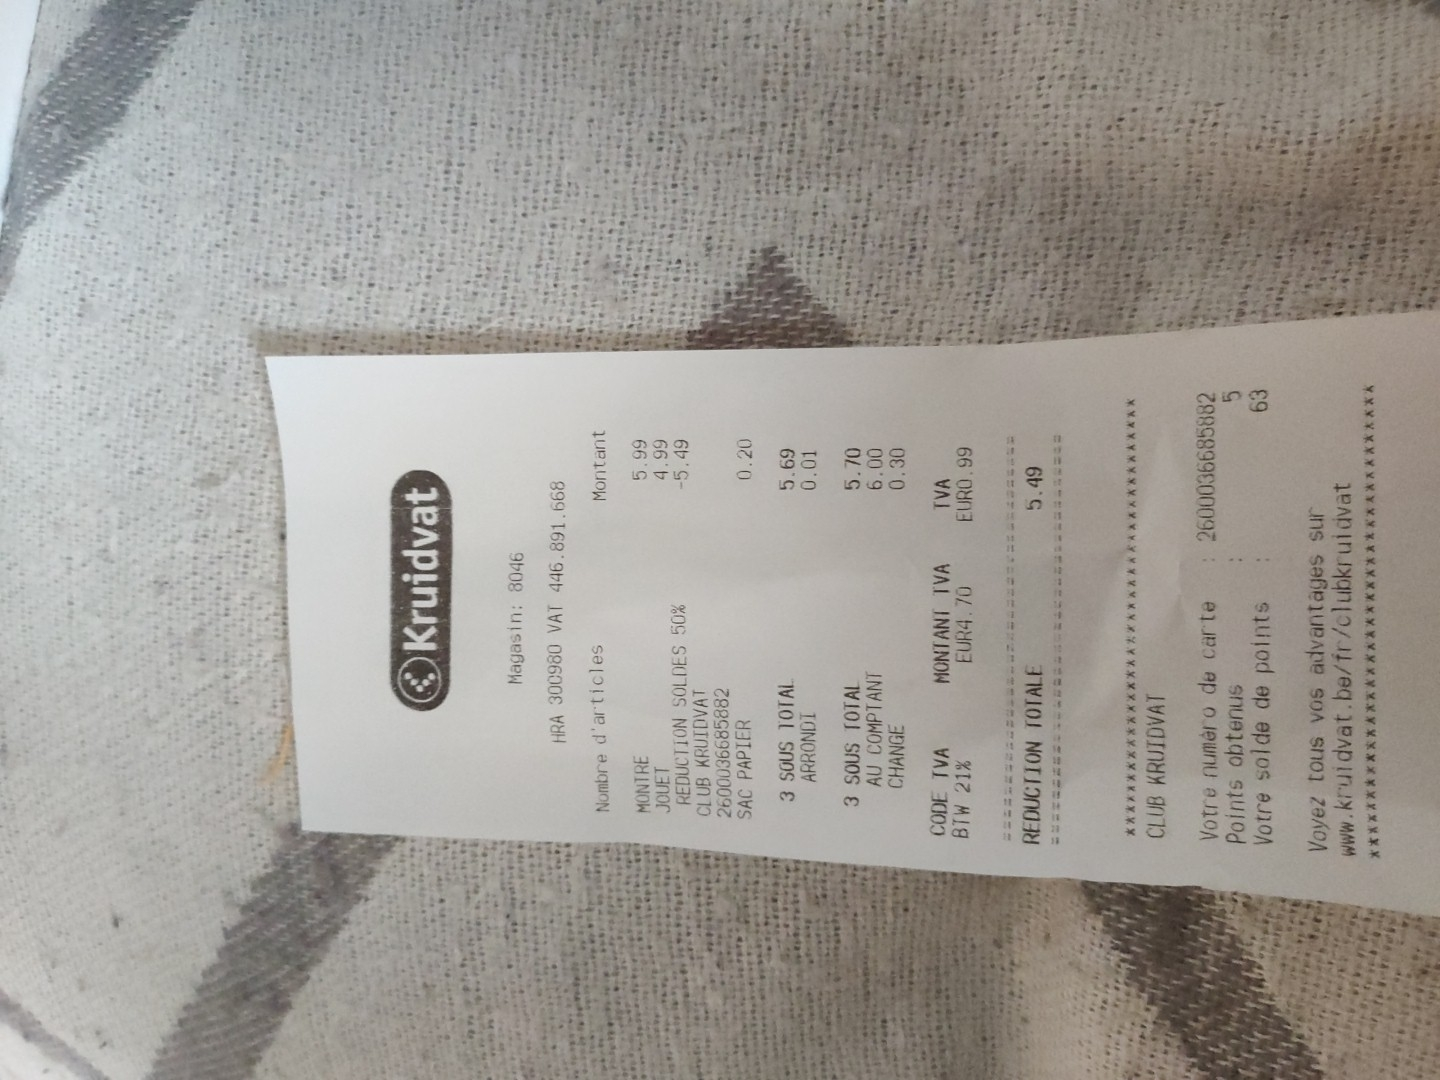 Kruidvat
Magasin: 8046
HRA 300980 VAT 446.891.668
Nombre d'articles Montant
MONTRE 5.99
JOUET 4.99
REDUCTION SOLDES 50% -5.49
CLUB KRUIDVAT
2600036685882
SAC PAPIER 0.20
3 SOUS TOTAL 5.69
ARRONDI 0.01
3 SOUS TOTAL 5.70
AU COMPTANT 6.00
CHANGE 0.30
CODE TVA MONTANT TVA TVA
BTW 21% EUR4.70 EUR0.99
==============================
REDUCTION TOTALE 5.49
==============================
****************************************
CLUB KRUIDVAT
Votre numéro de carte : 2600036685882
Points obtenus : 5
Votre solde de points : 63
Voyez tous vos advantages sur
www.kruidvat.be/fr/clubkruidvat
****************************************